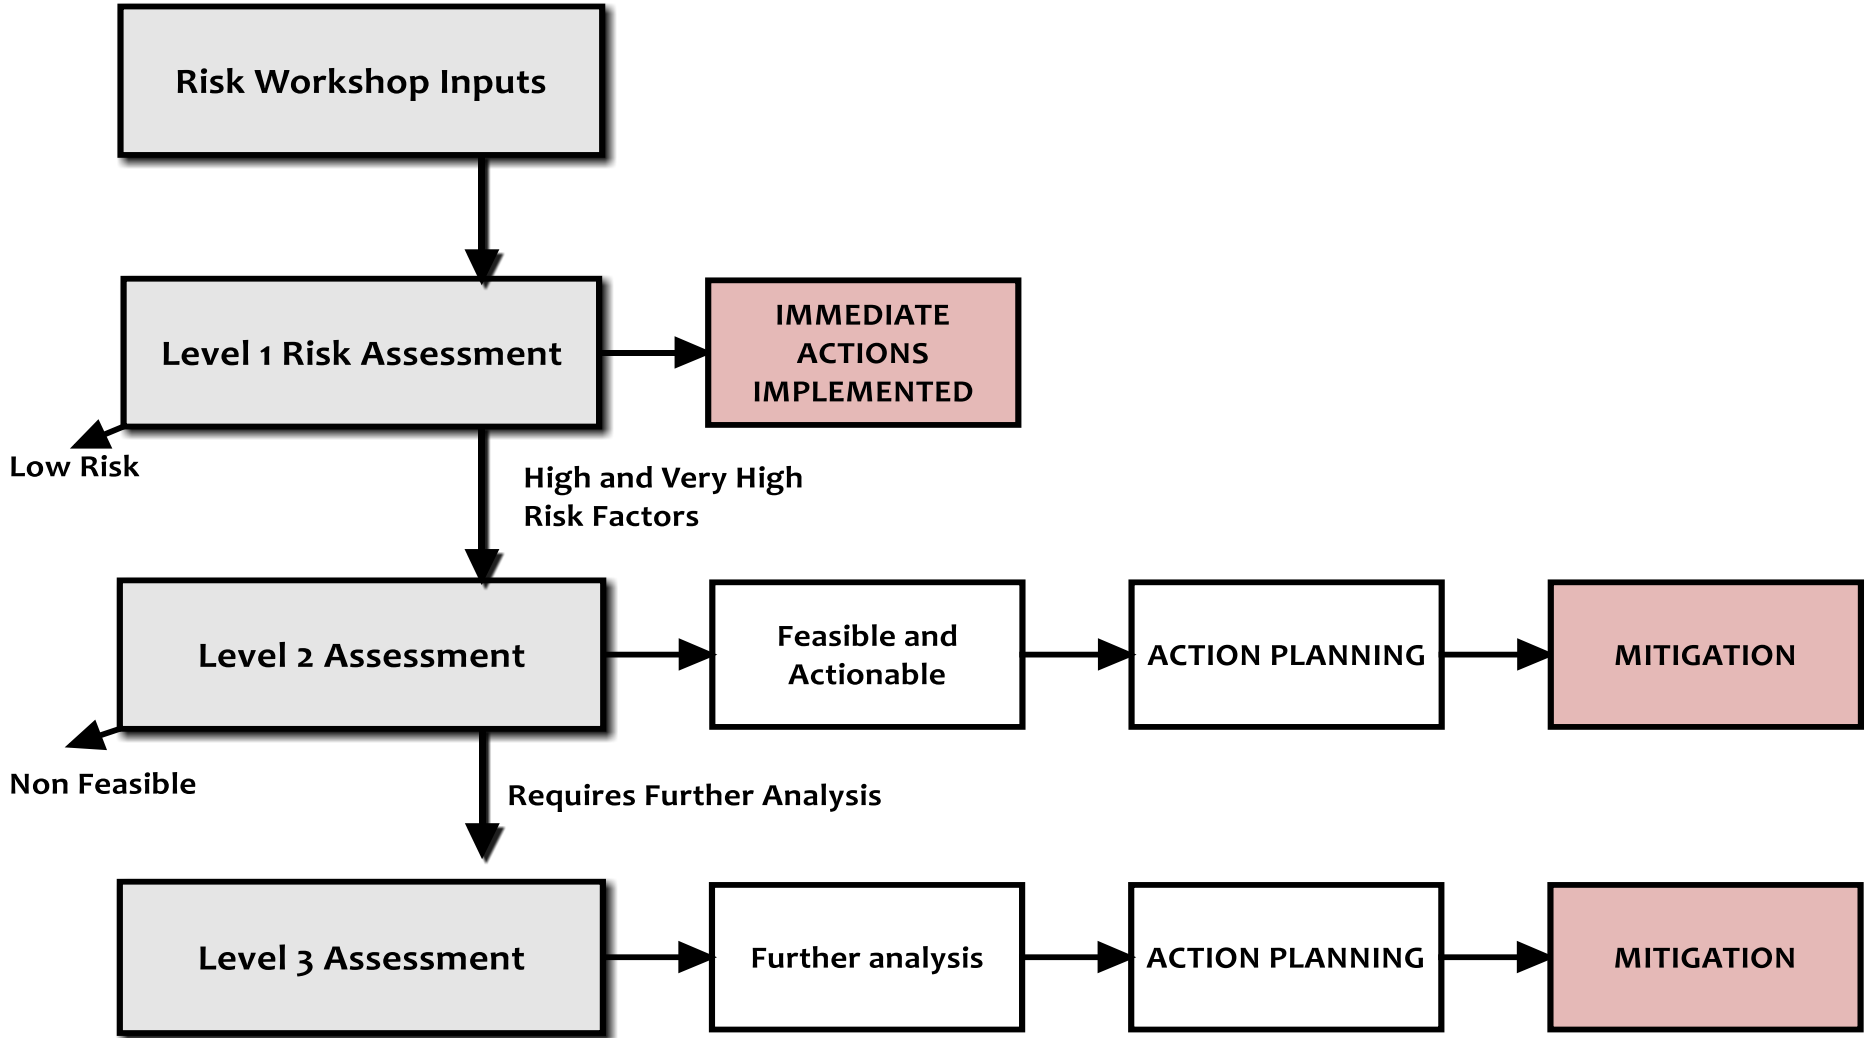 Risk Workshop Inputs
Level 1 Risk Assessment
IMMEDIATE
ACTIONS
IMPLEMENTED
Low Risk
High and Very High
Risk Factors
Level 2 Assessment
Feasible and
Actionable
ACTION PLANNING
MITIGATION
Non Feasible
Requires Further Analysis
Level 3 Assessment
Further analysis
ACTION PLANNING
MITIGATION